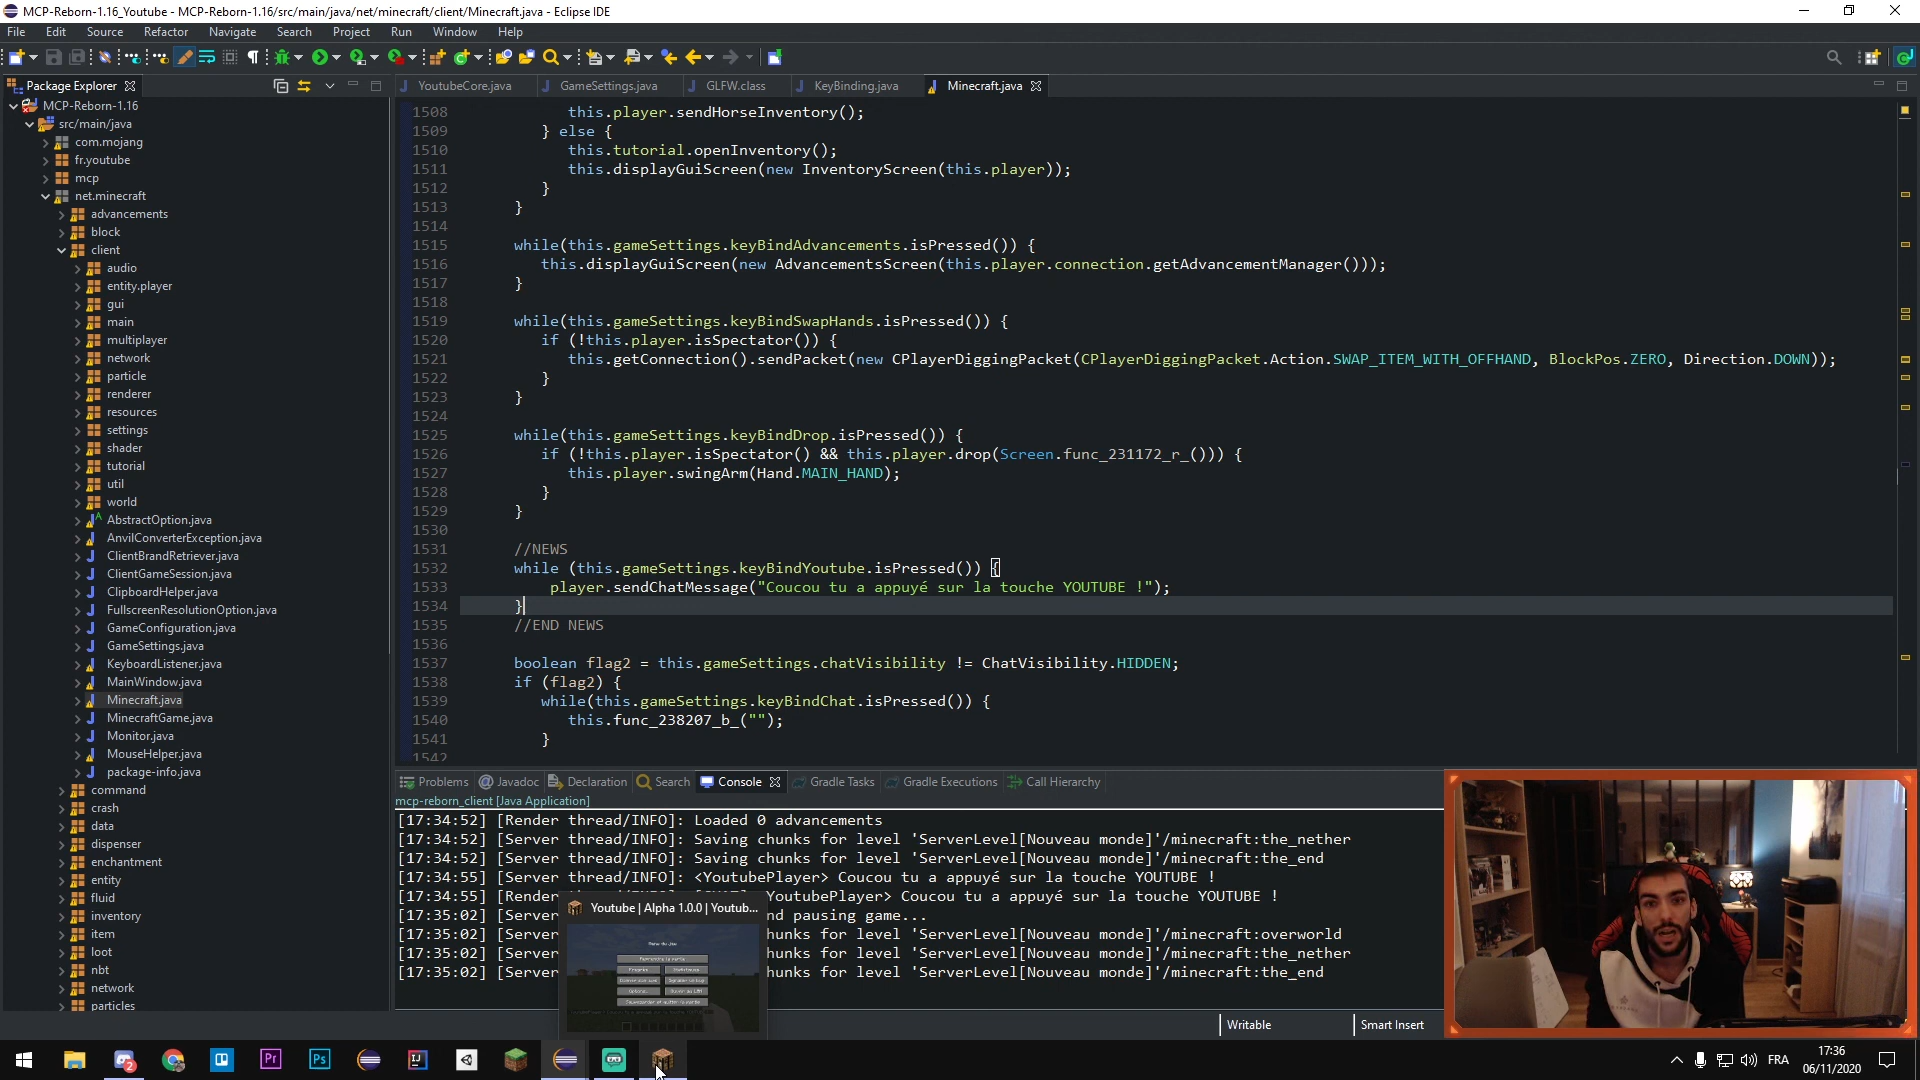 MCP-Reborn-1.16_Youtube - MCP-Reborn-1.16/src/main/java/net/minecraft/client/Minecraft.java - Eclipse IDE
File Edit Source Refactor Navigate Search Project Run Window Help
Package Explorer
YoutubeCore.java GameSettings.java GLFW.class KeyBinding.java Minecraft.java
MCP-Reborn-1.16
src/main/java
com.mojang
fr.youtube
mcp
net.minecraft
advancements
block
client
audio
entity.player
gui
main
multiplayer
network
particle
renderer
resources
settings
shader
tutorial
util
world
AbstractOption.java
AnvilConverterException.java
ClientBrandRetriever.java
ClientGameSession.java
ClipboardHelper.java
FullscreenResolutionOption.java
GameConfiguration.java
GameSettings.java
KeyboardListener.java
MainWindow.java
Minecraft.java
MinecraftGame.java
Monitor.java
MouseHelper.java
package-info.java
command
crash
data
dispenser
enchantment
entity
fluid
inventory
item
loot
nbt
network
particles
1508 this.player.sendHorseInventory();
1509 } else {
1510 this.tutorial.openInventory();
1511 this.displayGuiScreen(new InventoryScreen(this.player));
1512 }
1513 }
1514
1515 while(this.gameSettings.keyBindAdvancements.isPressed()) {
1516 this.displayGuiScreen(new AdvancementsScreen(this.player.connection.getAdvancementManager()));
1517 }
1518
1519 while(this.gameSettings.keyBindSwapHands.isPressed()) {
1520 if (!this.player.isSpectator()) {
1521 this.getConnection().sendPacket(new CPlayerDiggingPacket(CPlayerDiggingPacket.Action.SWAP_ITEM_WITH_OFFHAND, BlockPos.ZERO, Direction.DOWN));
1522 }
1523 }
1524
1525 while(this.gameSettings.keyBindDrop.isPressed()) {
1526 if (!this.player.isSpectator() && this.player.drop(Screen.func_231172_r_())) {
1527 this.player.swingArm(Hand.MAIN_HAND);
1528 }
1529 }
1530
1531 //NEWS
1532 while (this.gameSettings.keyBindYoutube.isPressed()) {
1533 player.sendChatMessage("Coucou tu a appuyé sur la touche YOUTUBE !");
1534 }
1535 //END NEWS
1536
1537 boolean flag2 = this.gameSettings.chatVisibility != ChatVisibility.HIDDEN;
1538 if (flag2) {
1539 while(this.gameSettings.keyBindChat.isPressed()) {
1540 this.func_238207_b_("");
1541 }
1542
Problems Javadoc Declaration Search Console Gradle Tasks Gradle Executions Call Hierarchy
mcp-reborn_client [Java Application]
[17:34:52] [Render thread/INFO]: Loaded 0 advancements
[17:34:52] [Server thread/INFO]: Saving chunks for level 'ServerLevel[Nouveau monde]'/minecraft:the_nether
[17:34:52] [Server thread/INFO]: Saving chunks for level 'ServerLevel[Nouveau monde]'/minecraft:the_end
[17:34:55] [Server thread/INFO]: <YoutubePlayer> Coucou tu a appuyé sur la touche YOUTUBE !
[17:34:55] [Render YoutubePlayer> Coucou tu a appuyé sur la touche YOUTUBE !
[17:35:02] [Server nd pausing game...
[17:35:02] [Server hunks for level 'ServerLevel[Nouveau monde]'/minecraft:overworld
[17:35:02] [Server hunks for level 'ServerLevel[Nouveau monde]'/minecraft:the_nether
[17:35:02] [Server hunks for level 'ServerLevel[Nouveau monde]'/minecraft:the_end
Youtube | Alpha 1.0.0 | Youtub...
Writable Smart Insert
FRA
17:36
06/11/2020